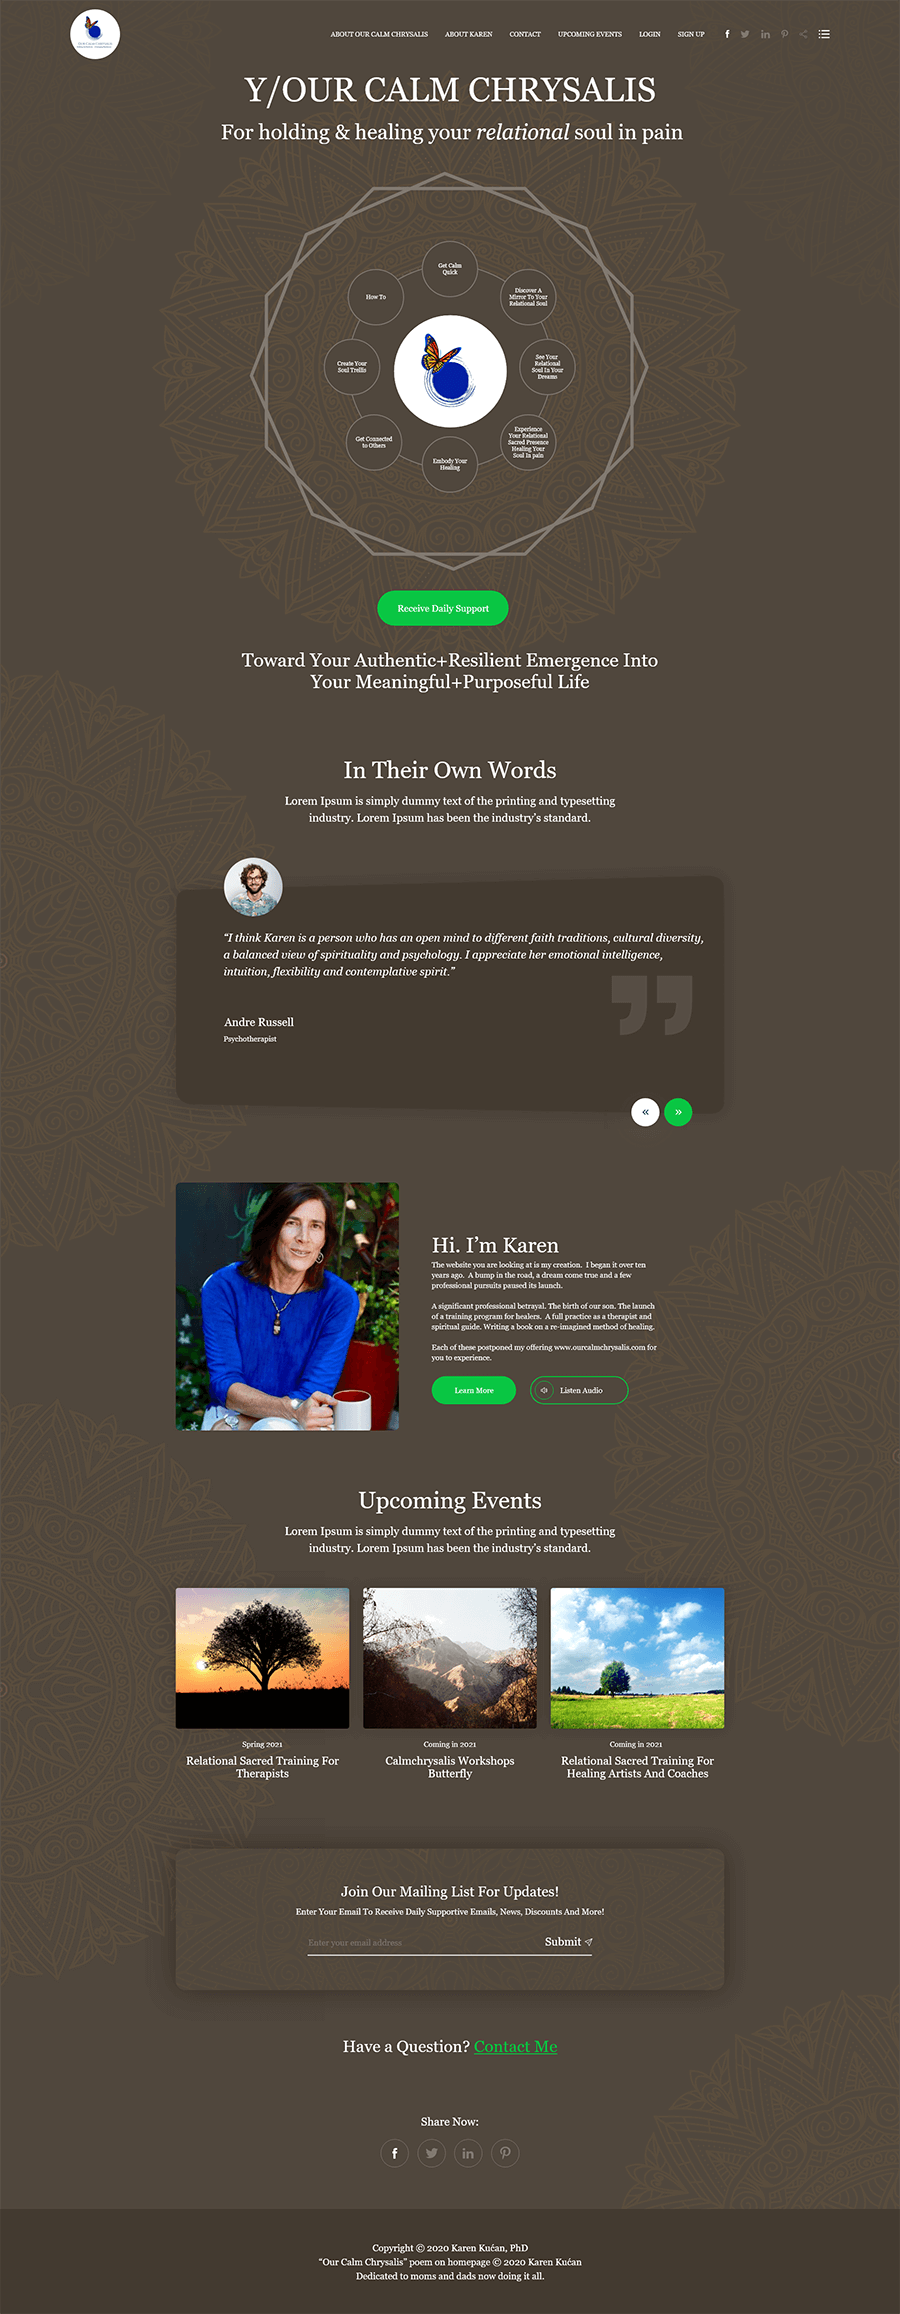 ABOUT OUR CALM CHRYSALIS ABOUT KAREN CONTACT UPCOMING EVENTS LOGIN SIGN UP
Y/OUR CALM CHRYSALIS
For holding & healing your relational soul in pain
Get Calm
Quick
How To
Discover A
Mirror To Your
Relational Soul
Create Your
Soul Trellis
See Your
Relational
Soul In Your
Dreams
Get Connected
to Others
Experience
Your Relational
Sacred Presence
Healing Your
Soul In pain
Embody Your
Healing
Receive Daily Support
Toward Your Authentic+Resilient Emergence Into
Your Meaningful+Purposeful Life
In Their Own Words
Lorem Ipsum is simply dummy text of the printing and typesetting
industry. Lorem Ipsum has been the industry's standard.
“I think Karen is a person who has an open mind to different faith traditions, cultural diversity,
a balanced view of spirituality and psychology. I appreciate her emotional intelligence,
intuition, flexibility and contemplative spirit.”
Andre Russell
Psychotherapist
Hi. I’m Karen
The website you are looking at is my creation. I began it over ten
years ago. A bump in the road, a dream come true and a few
professional pursuits paused its launch.
A significant professional betrayal. The birth of our son. The launch
of a training program for healers. A full practice as a therapist and
spiritual guide. Writing a book on a re-imagined method of healing.
Each of these postponed my offering www.ourcalmchrysalis.com for
you to experience.
Learn More
Listen Audio
Upcoming Events
Lorem Ipsum is simply dummy text of the printing and typesetting
industry. Lorem Ipsum has been the industry's standard.
Spring 2021
Relational Sacred Training For
Therapists
Coming in 2021
Calmchrysalis Workshops
Butterfly
Coming in 2021
Relational Sacred Training For
Healing Artists And Coaches
Join Our Mailing List For Updates!
Enter Your Email To Receive Daily Supportive Emails, News, Discounts And More!
Enter your email address
Submit
Have a Question? Contact Me
Share Now:
Copyright © 2020 Karen Kućan, PhD
“Our Calm Chrysalis” poem on homepage © 2020 Karen Kućan
Dedicated to moms and dads now doing it all.